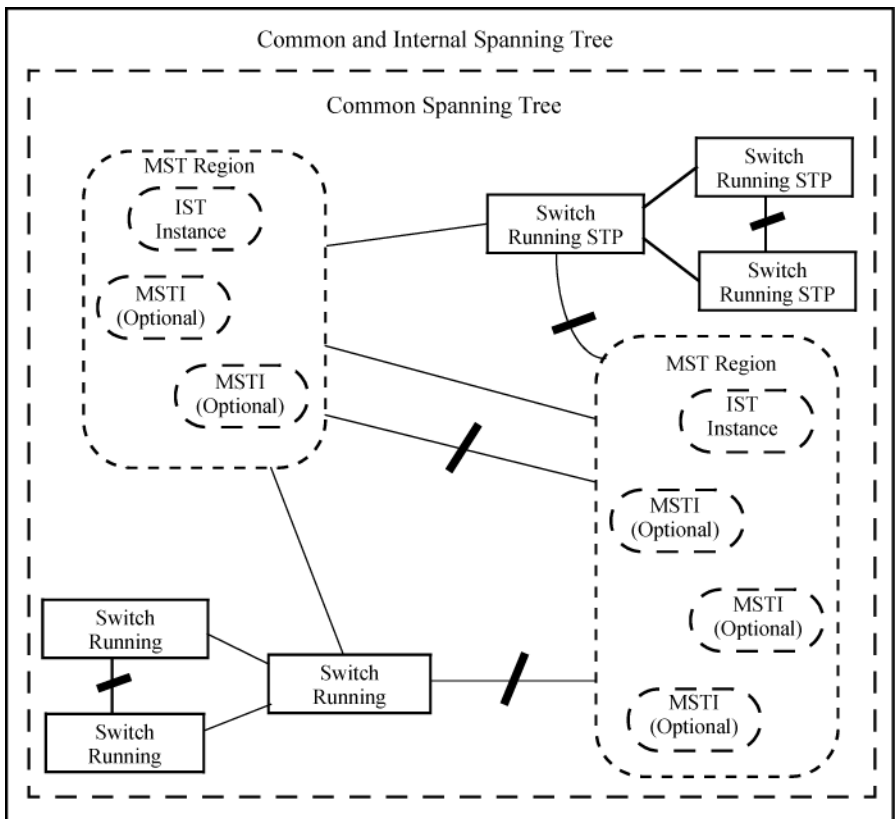 Common and Internal Spanning Tree
Common Spanning Tree
MST Region
IST
Instance
MSTI
(Optional)
MSTI
(Optional)
Switch
Running STP
Switch
Running STP
Switch
Running STP
MST Region
IST
Instance
MSTI
(Optional)
MSTI
(Optional)
MSTI
(Optional)
Switch
Running
Switch
Running
Switch
Running